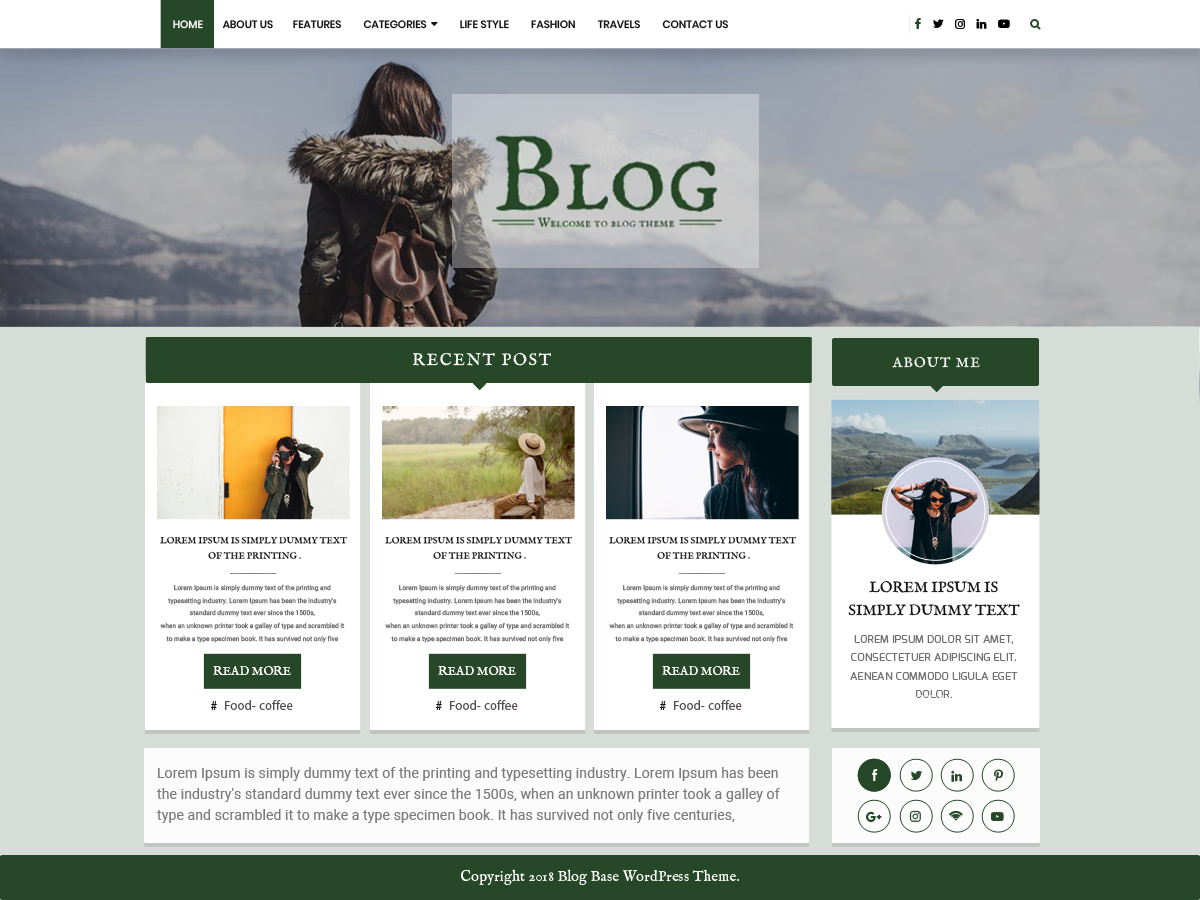 HOME ABOUT US FEATURES CATEGORIES LIFE STYLE FASHION TRAVELS CONTACT US
BLOG
WELCOME TO BLOG THEME
RECENT POST
LOREM IPSUM IS SIMPLY DUMMY TEXT
OF THE PRINTING .
Lorem Ipsum is simply dummy text of the printing and
typesetting industry. Lorem Ipsum has been the industry's
standard dummy text ever since the 1500s,
when an unknown printer took a galley of type and scrambled it
to make a type specimen book. It has survived not only five
READ MORE
# Food- coffee
LOREM IPSUM IS SIMPLY DUMMY TEXT
OF THE PRINTING .
Lorem Ipsum is simply dummy text of the printing and
typesetting industry. Lorem Ipsum has been the industry's
standard dummy text ever since the 1500s,
when an unknown printer took a galley of type and scrambled it
to make a type specimen book. It has survived not only five
READ MORE
# Food- coffee
LOREM IPSUM IS SIMPLY DUMMY TEXT
OF THE PRINTING .
Lorem Ipsum is simply dummy text of the printing and
typesetting industry. Lorem Ipsum has been the industry's
standard dummy text ever since the 1500s,
when an unknown printer took a galley of type and scrambled it
to make a type specimen book. It has survived not only five
READ MORE
# Food- coffee
ABOUT ME
LOREM IPSUM IS
SIMPLY DUMMY TEXT
LOREM IPSUM DOLOR SIT AMET,
CONSECTETUER ADIPISCING ELIT.
AENEAN COMMODO LIGULA EGET
DOLOR.
Lorem Ipsum is simply dummy text of the printing and typesetting industry. Lorem Ipsum has been
the industry's standard dummy text ever since the 1500s, when an unknown printer took a galley of
type and scrambled it to make a type specimen book. It has survived not only five centuries,
Copyright 2018 Blog Base WordPress Theme.